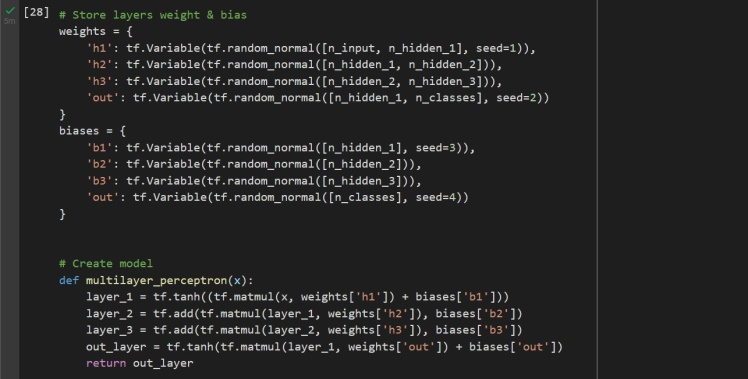 [28] # Store layers weight & bias
5m
weights = {
    'h1': tf.Variable(tf.random_normal([n_input, n_hidden_1], seed=1)),
    'h2': tf.Variable(tf.random_normal([n_hidden_1, n_hidden_2])),
    'h3': tf.Variable(tf.random_normal([n_hidden_2, n_hidden_3])),
    'out': tf.Variable(tf.random_normal([n_hidden_1, n_classes], seed=2))
}
biases = {
    'b1': tf.Variable(tf.random_normal([n_hidden_1], seed=3)),
    'b2': tf.Variable(tf.random_normal([n_hidden_2])),
    'b3': tf.Variable(tf.random_normal([n_hidden_3])),
    'out': tf.Variable(tf.random_normal([n_classes], seed=4))
}
# Create model
def multilayer_perceptron(x):
    layer_1 = tf.tanh((tf.matmul(x, weights['h1']) + biases['b1']))
    layer_2 = tf.add(tf.matmul(layer_1, weights['h2']), biases['b2'])
    layer_3 = tf.add(tf.matmul(layer_2, weights['h3']), biases['b3'])
    out_layer = tf.tanh(tf.matmul(layer_1, weights['out']) + biases['out'])
    return out_layer